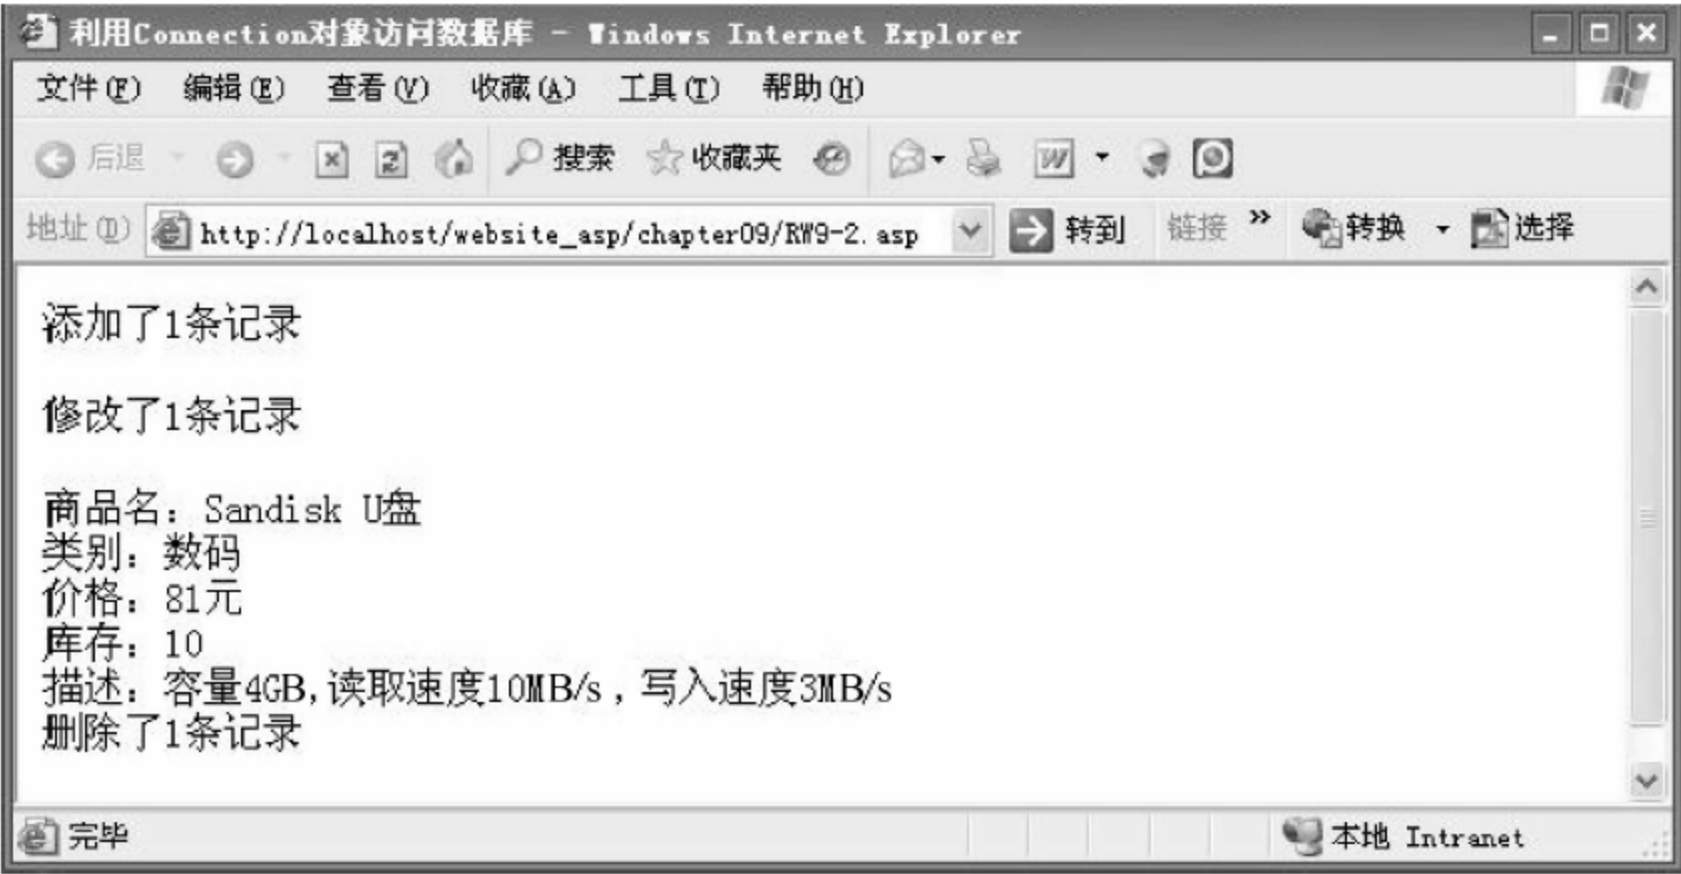 利用Connection对象访问数据库 - Windows Internet Explorer
文件(F) 编辑(E) 查看(V) 收藏(A) 工具(T) 帮助(H)
后退 搜索 收藏夹
地址(D) http://localhost/website_asp/chapter09/RW9-2.asp 转到 链接 » 转换 选择
添加了1条记录
修改了1条记录
商品名：Sandisk U盘
类别：数码
价格：81元
库存：10
描述：容量4GB,读取速度10MB/s，写入速度3MB/s
删除了1条记录
完毕 本地 Intranet